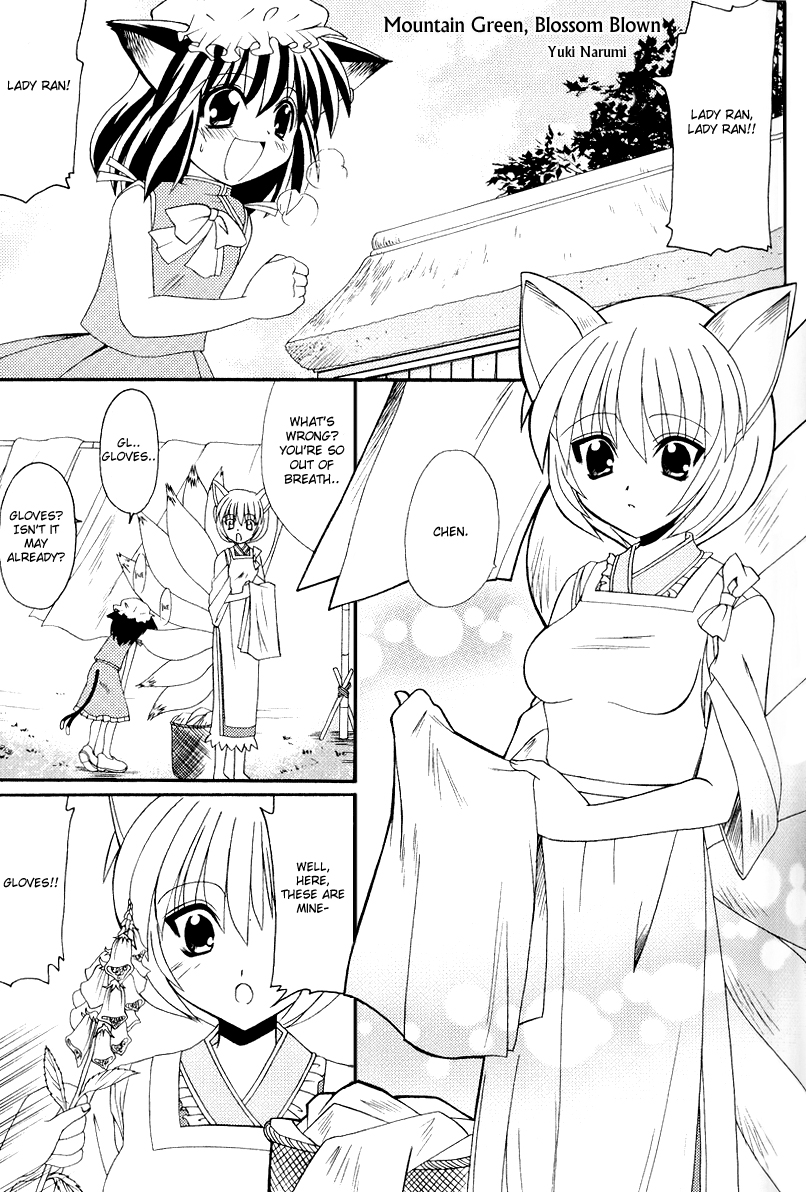 Mountain Green, Blossom Blown
Yuki Narumi
LADY RAN,
LADY RAN!!
LADY RAN!
CHEN.
WHAT'S
WRONG?
YOU'RE SO
OUT OF
BREATH..
GL..
GLOVES..
GLOVES?
ISN'T IT
MAY
ALREADY?
WELL,
HERE,
THESE ARE
MINE-
GLOVES!!